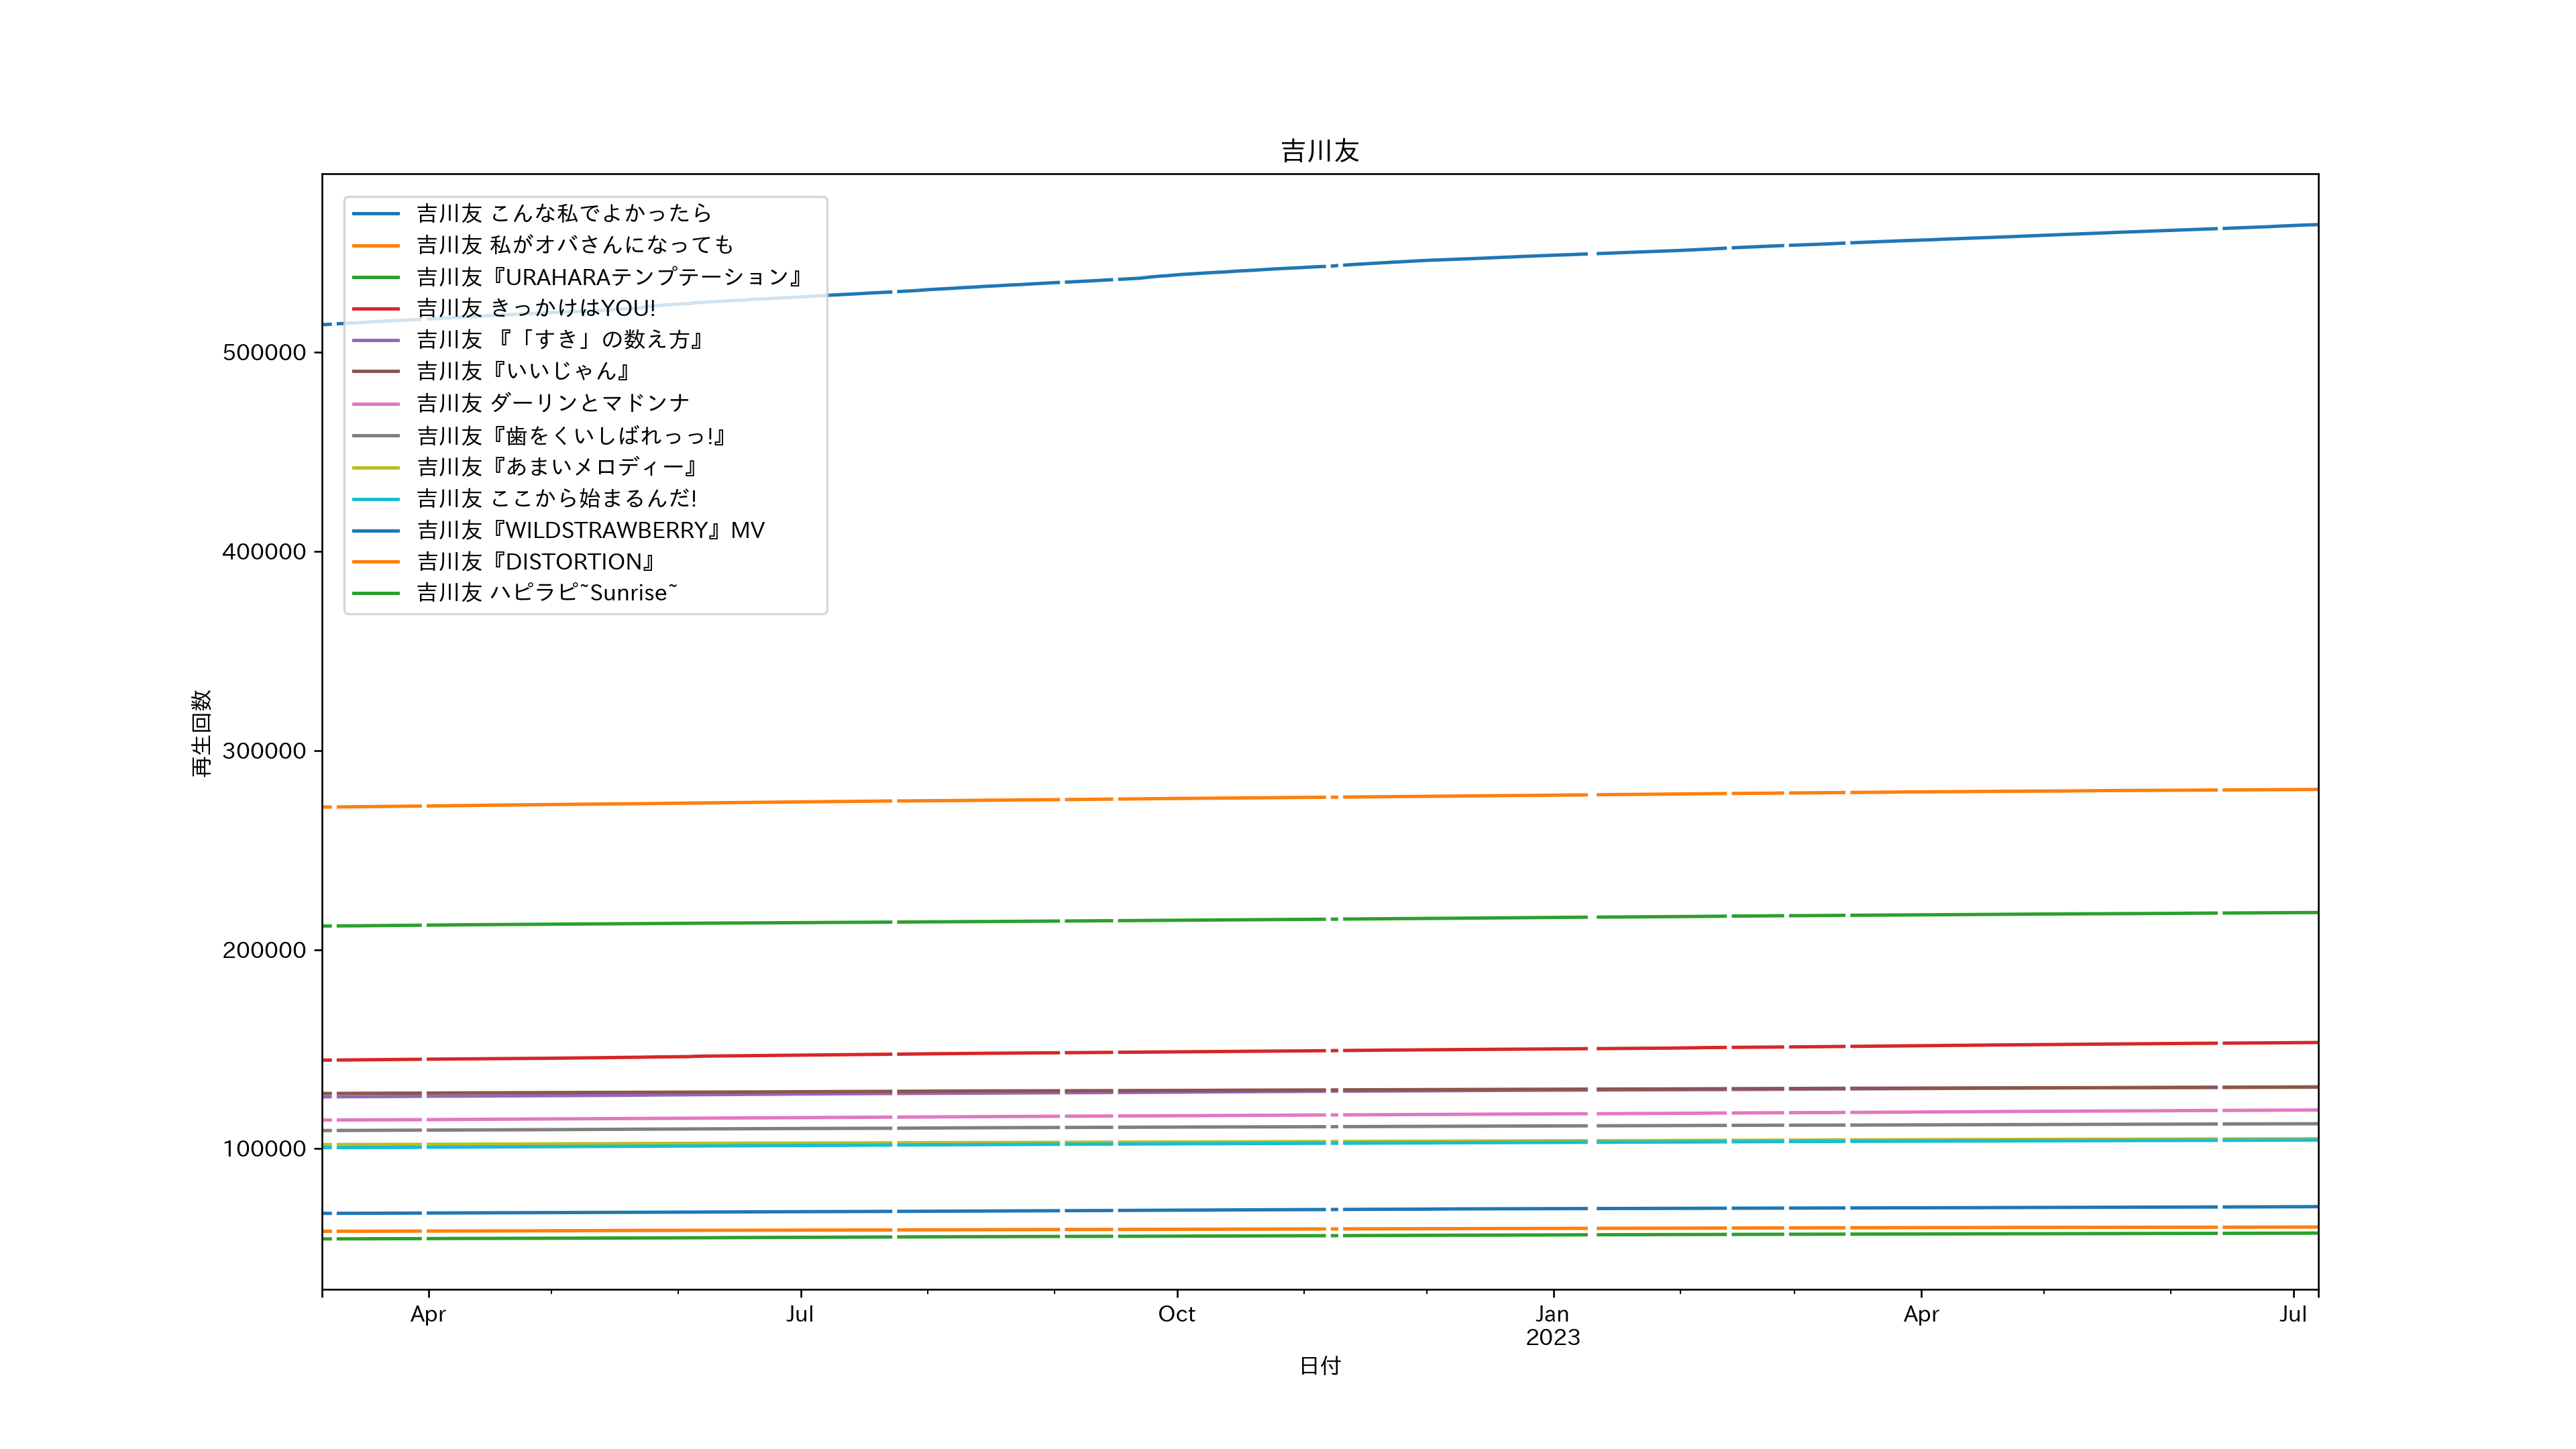 吉川友
吉川友 こんな私でよかったら
吉川友 私がオバさんになっても
吉川友『URAHARAテンプテーション』
吉川友 きっかけはYOU!
吉川友 『「すき」の数え方』
吉川友『いいじゃん』
吉川友 ダーリンとマドンナ
吉川友『歯をくいしばれっっ!』
吉川友『あまいメロディー』
吉川友 ここから始まるんだ!
吉川友『WILDSTRAWBERRY』MV
吉川友『DISTORTION』
吉川友 ハピラピ~Sunrise~
再生回数
500000
400000
300000
200000
100000
Apr Jul Oct Jan Apr Jul
2023
日付